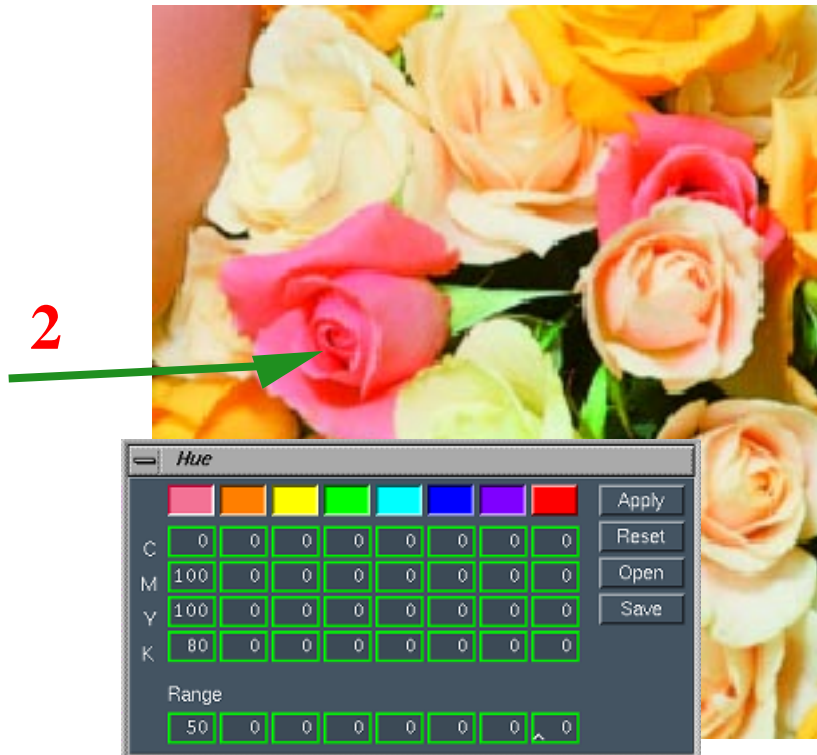 2
Hue
Apply
C 0 0 0 0 0 0 0 0 Reset
M 100 0 0 0 0 0 0 0 Open
Y 100 0 0 0 0 0 0 0 Save
K 80 0 0 0 0 0 0 0
Range
50 0 0 0 0 0 0 0